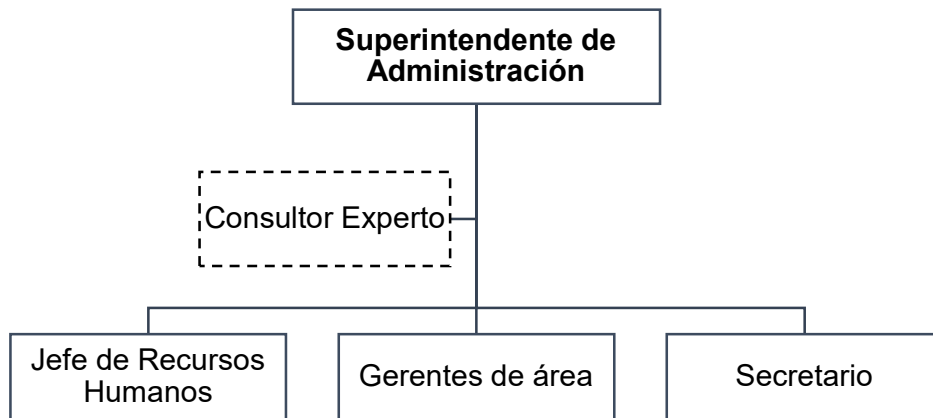 Superintendente de
Administración
Consultor Experto
Jefe de Recursos
Humanos
Gerentes de área
Secretario